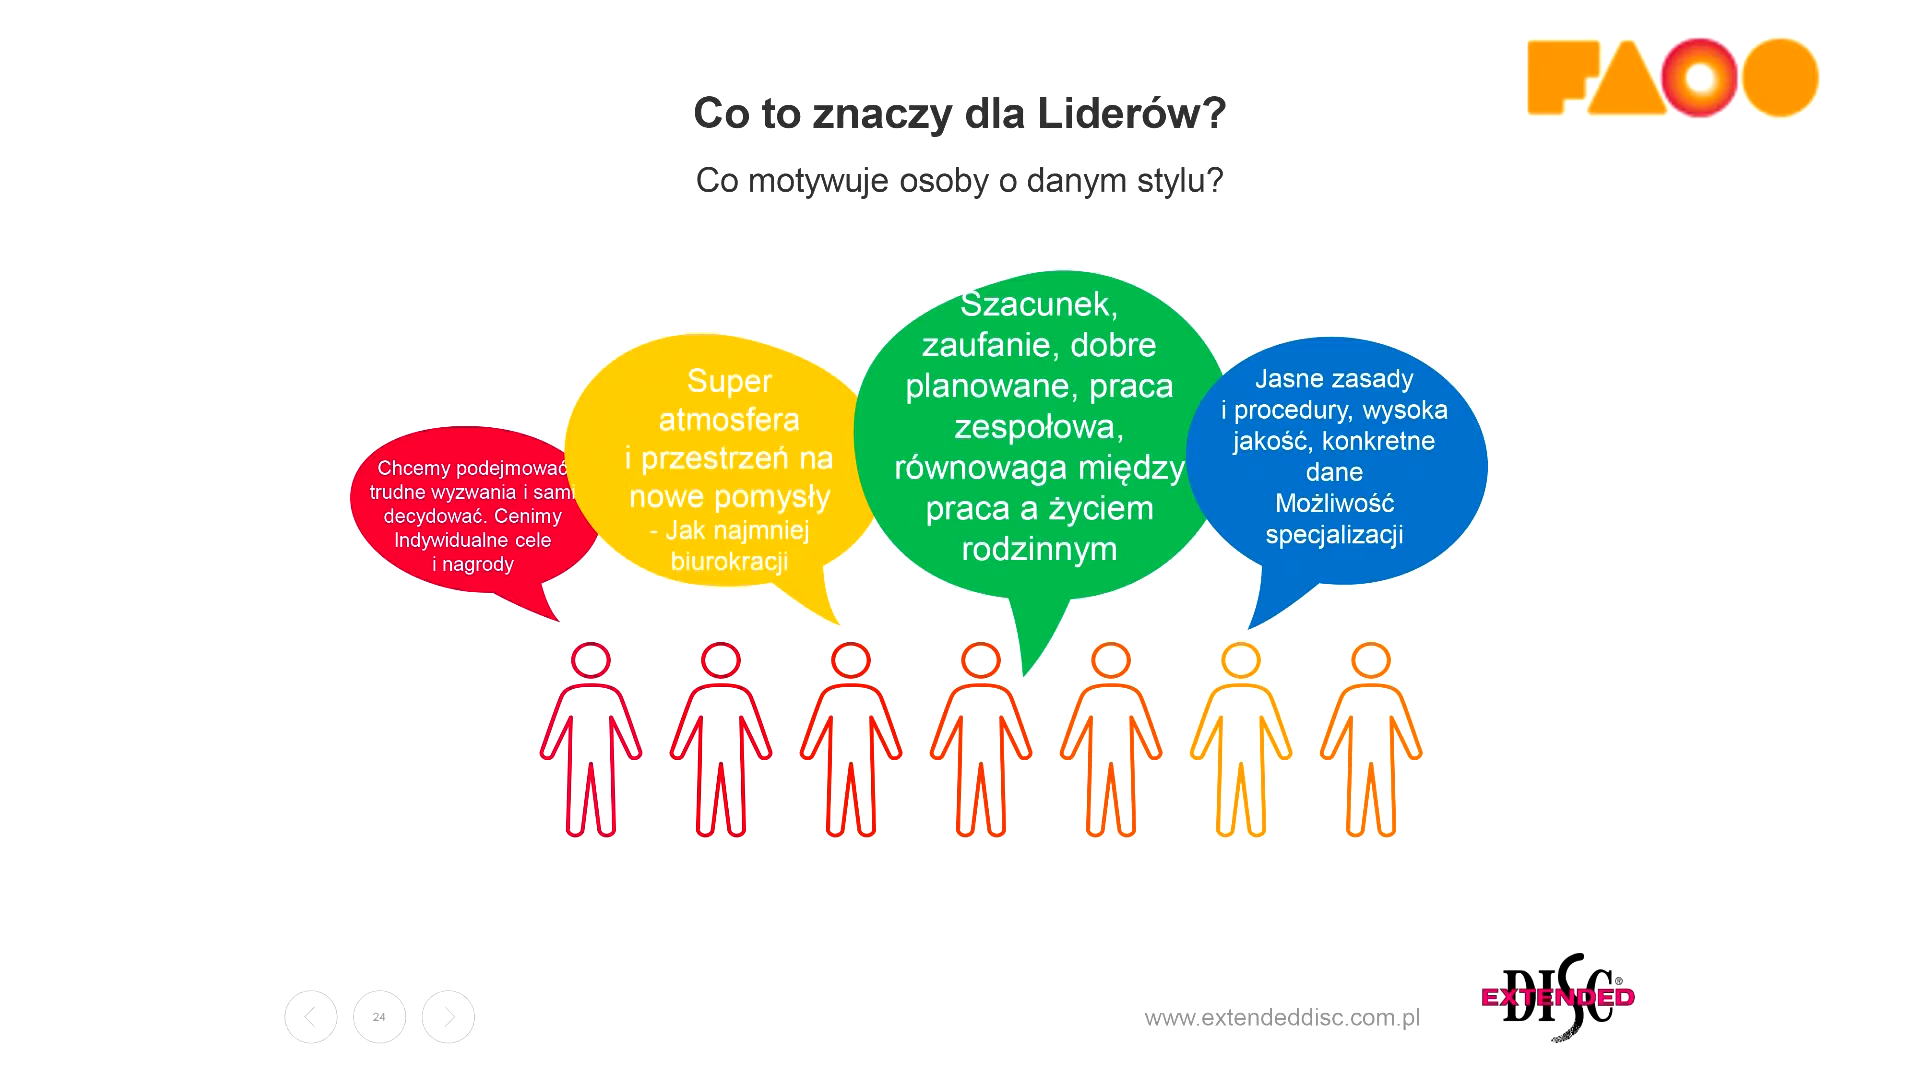 FAOO
Co to znaczy dla Liderów?
Co motywuje osoby o danym stylu?
Chcemy podejmować
trudne wyzwania i sami
decydować. Cenimy
Indywidualne cele
i nagrody
Super
atmosfera
i przestrzeń na
nowe pomysły
- Jak najmniej
biurokracji
Szacunek,
zaufanie, dobre
planowane, praca
zespołowa,
równowaga między
praca a życiem
rodzinnym
Jasne zasady
i procedury, wysoka
jakość, konkretne
dane
Możliwość
specjalizacji
24
www.extendeddisc.com.pl
EXTENDED
DISC®